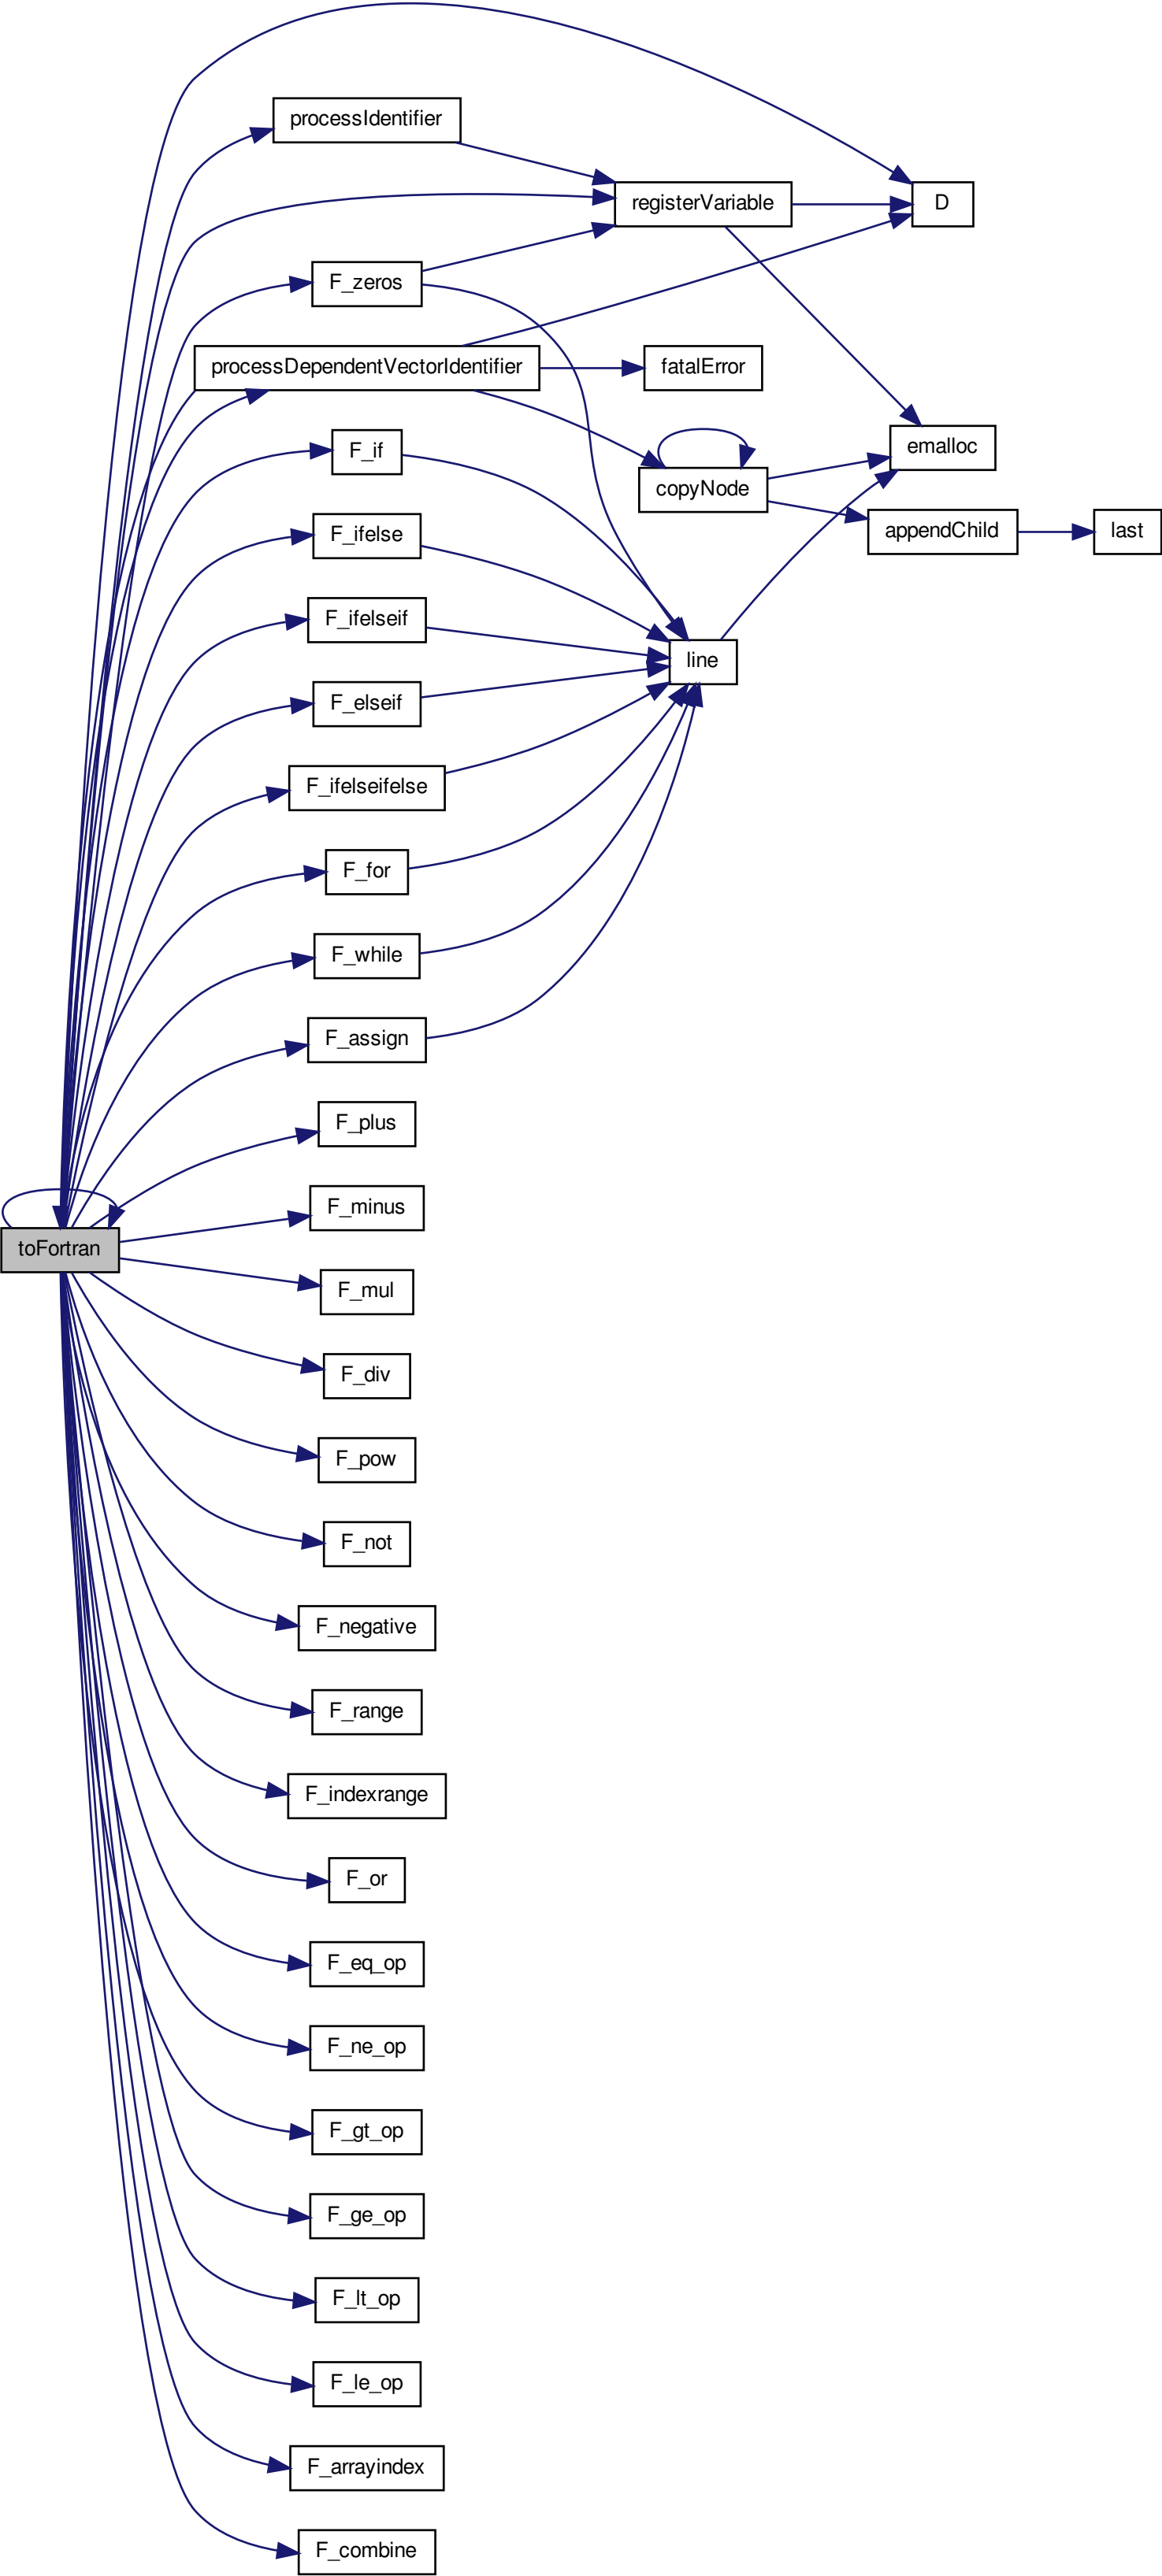 processIdentifier
registerVariable
D
F_zeros
processDependentVectorIdentifier
fatalError
F_if
emalloc
copyNode
F_ifelse
appendChild
last
F_ifelseif
line
F_elseif
F_ifelseifelse
F_for
F_while
F_assign
F_plus
F_minus
toFortran
F_mul
F_div
F_pow
F_not
F_negative
F_range
F_indexrange
F_or
F_eq_op
F_ne_op
F_gt_op
F_ge_op
F_lt_op
F_le_op
F_arrayindex
F_combine